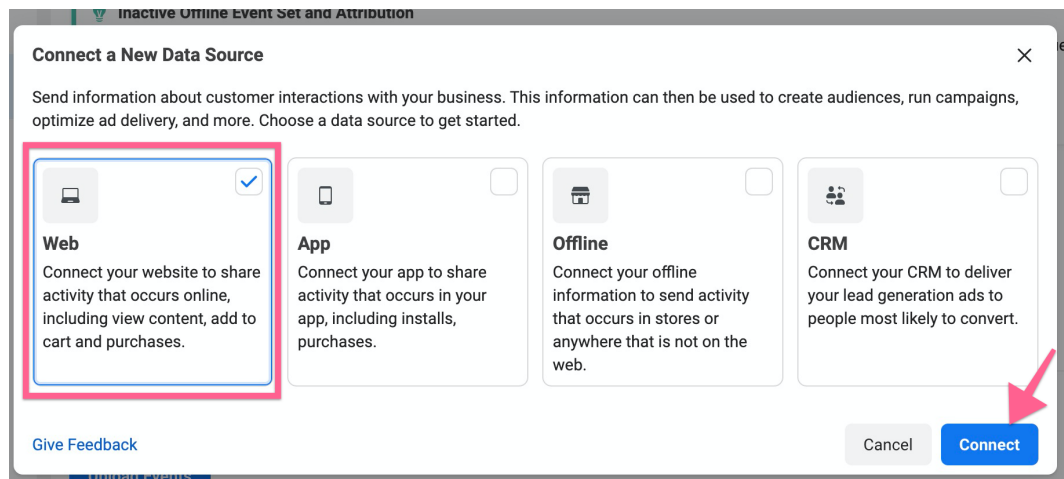 Inactive Offline Event Set and Attribution
Connect a New Data Source
Send information about customer interactions with your business. This information can then be used to create audiences, run campaigns,
optimize ad delivery, and more. Choose a data source to get started.
Web
Connect your website to share
activity that occurs online,
including view content, add to
cart and purchases.
App
Connect your app to share
activity that occurs in your
app, including installs,
purchases.
Offline
Connect your offline
information to send activity
that occurs in stores or
anywhere that is not on the
web.
CRM
Connect your CRM to deliver
your lead generation ads to
people most likely to convert.
Give Feedback
Cancel
Connect
Upload Events